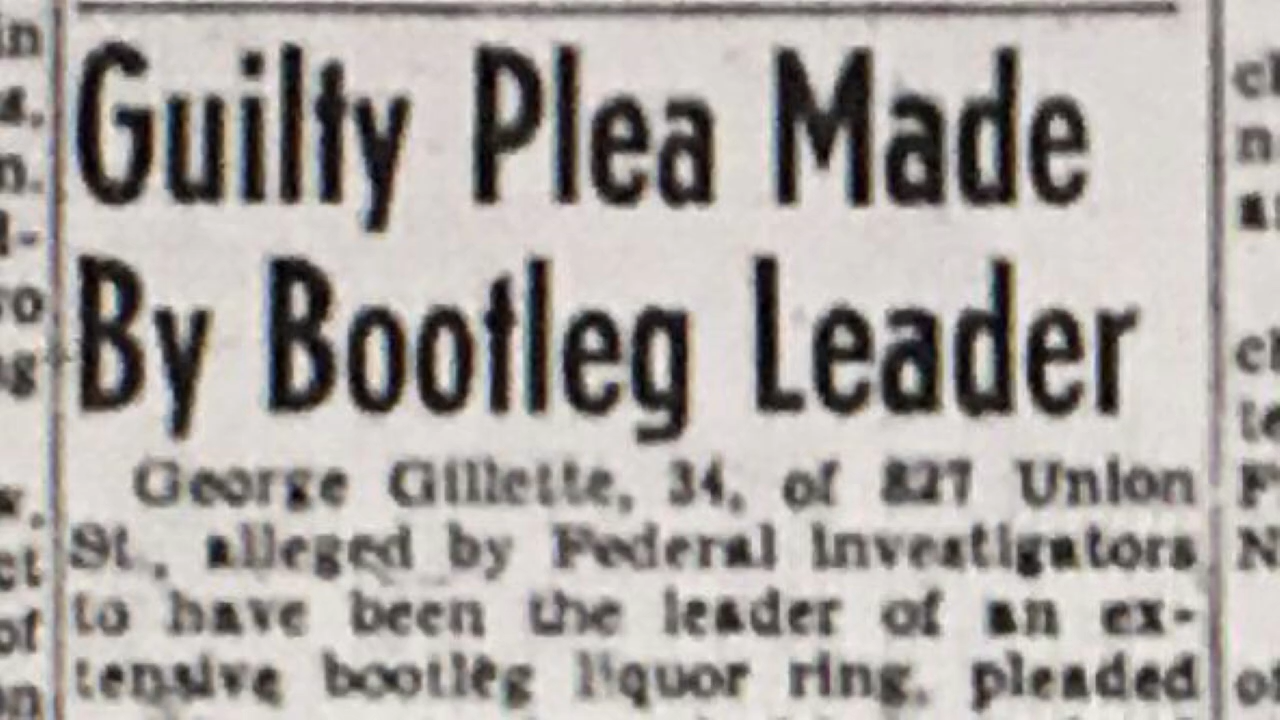 Guilty Plea Made
By Bootleg Leader
George Gillette, 34, of 827 Union
St., alleged by Federal Investigators
to have been the leader of an ex-
tensive bootleg liquor ring, pleaded